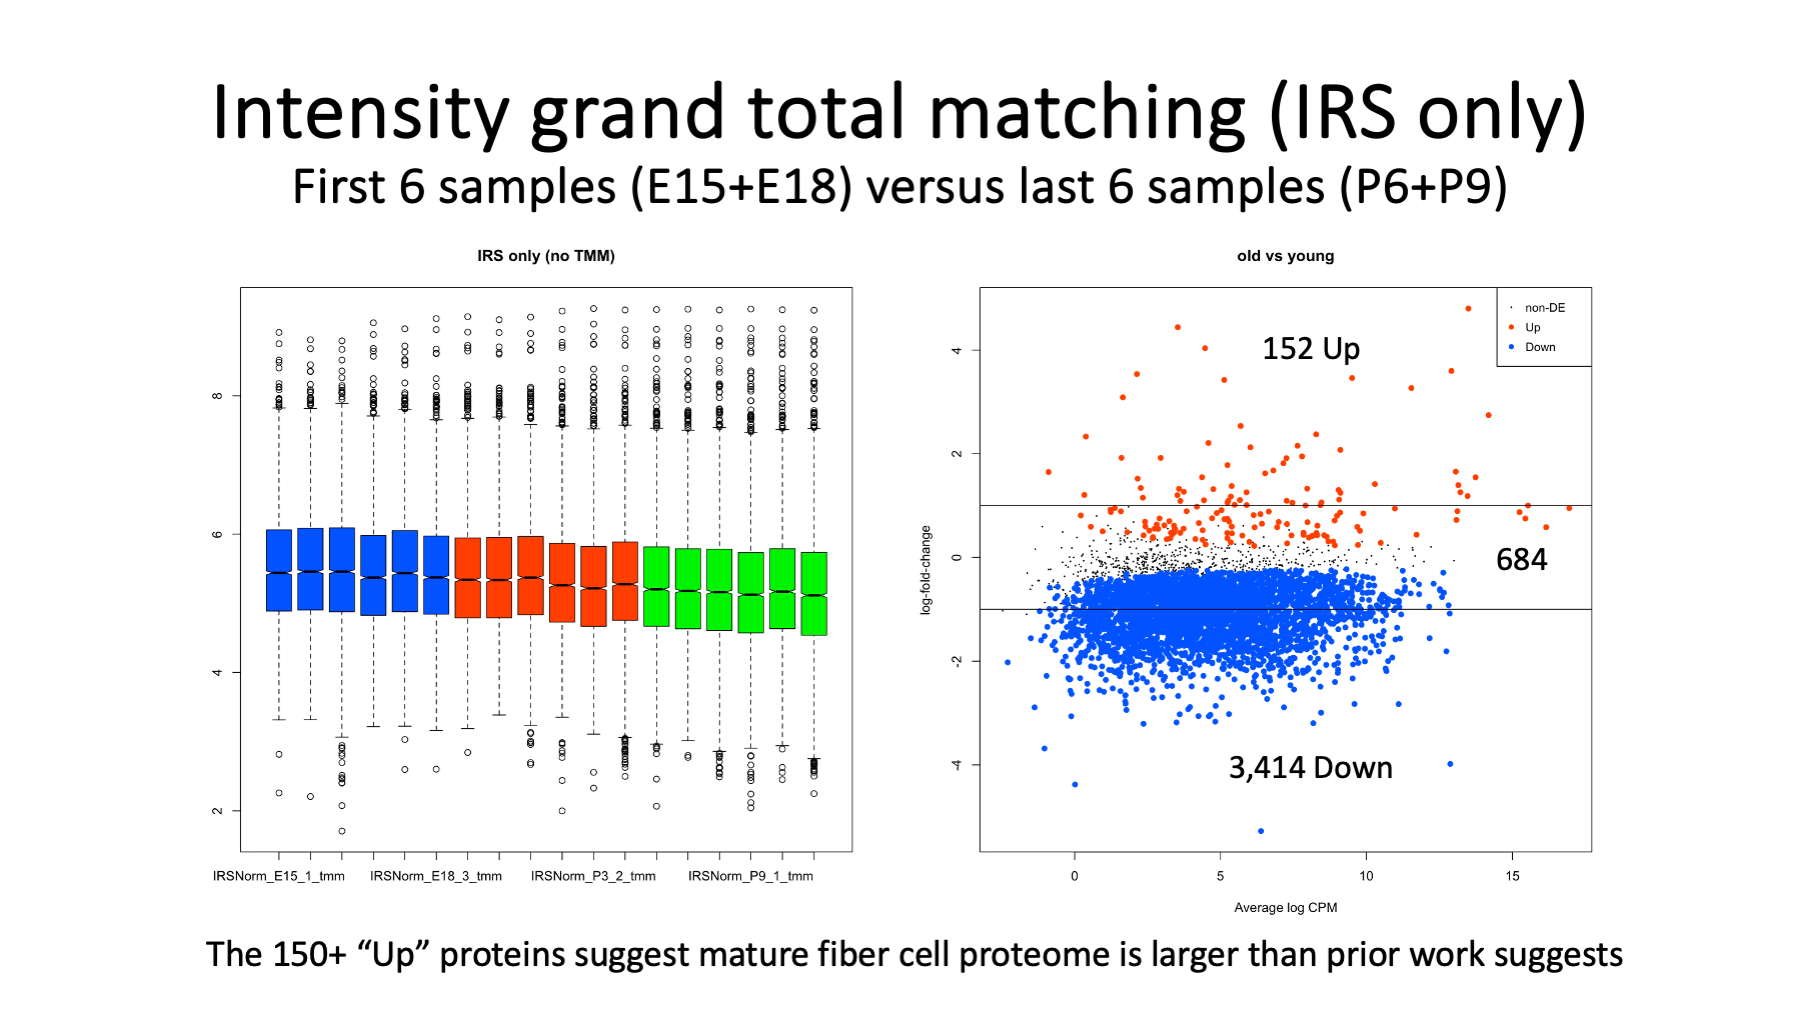 Intensity grand total matching (IRS only)
First 6 samples (E15+E18) versus last 6 samples (P6+P9)
IRS only (no TMM)
8
6
4
2
IRSNorm_E15_1_tmm IRSNorm_E18_3_tmm IRSNorm_P3_2_tmm IRSNorm_P9_1_tmm
old vs young
non-DE
Up
Down
152 Up
684
3,414 Down
log-fold-change
4
2
0
-2
-4
0 5 10 15
Average log CPM
The 150+ “Up” proteins suggest mature fiber cell proteome is larger than prior work suggests